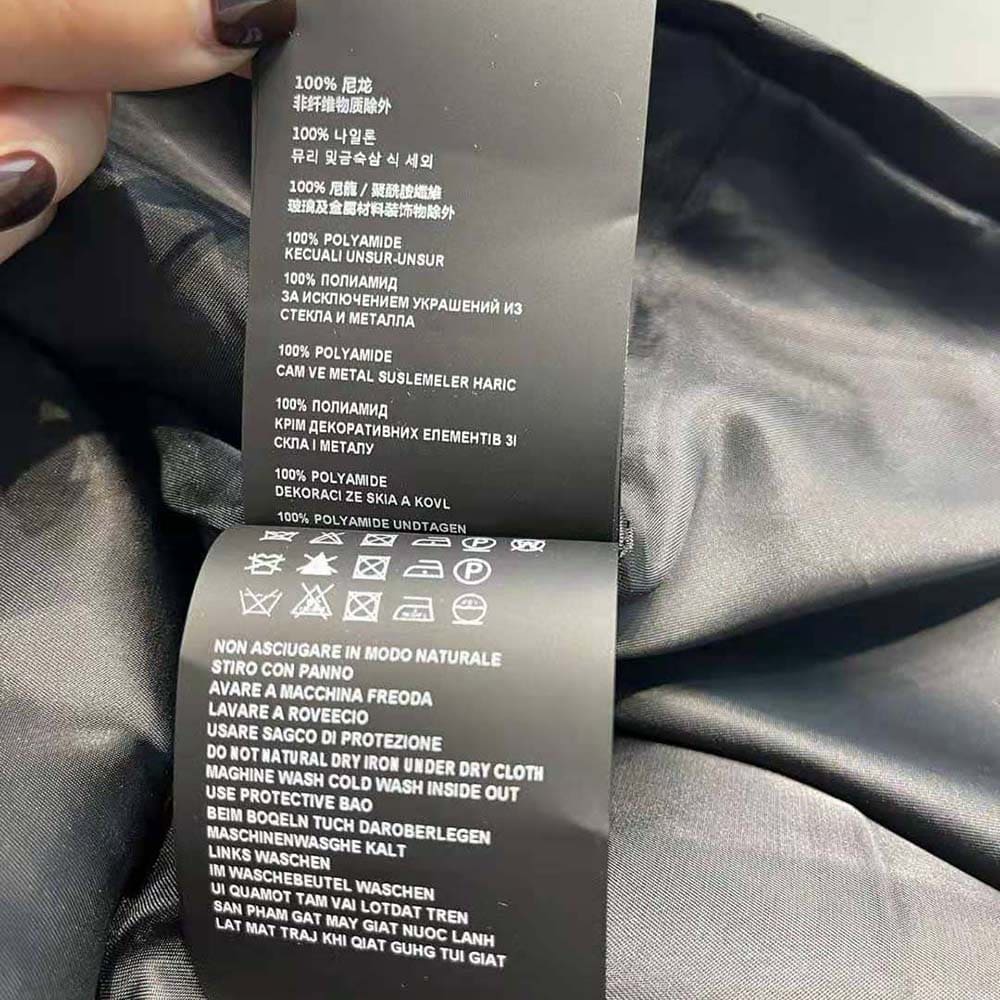 100% 尼龙
非纤维物质除外
100% 나일론
뮤리 및금숙삼 식 세외
100% 尼龍 / 聚酰胺纖維
玻璃及金屬材料装饰物除外
100% POLYAMIDE
KECUALI UNSUR-UNSUR
100% ПОЛИАМИД
ЗА ИСКЛЮЧЕНИЕМ УКРАШЕНИЙ ИЗ
СТЕКЛА И МЕТАЛЛА
100% POLYAMIDE
CAM VE METAL SUSLEMELER HARIC
100% ПОЛИАМИД
КРІМ ДЕКОРАТИВНИХ ЕЛЕМЕНТІВ ЗІ
СКЛА І МЕТАЛУ
100% POLYAMIDE
DEKORACI ZE SKIA A KOVL
100% POLYAMIDE UNDTAGEN
P
W
P
NON ASCIUGARE IN MODO NATURALE
STIRO CON PANNO
AVARE A MACCHINA FREODA
LAVARE A ROVEECIO
USARE SAGCO DI PROTEZIONE
DO NOT NATURAL DRY IRON UNDER DRY CLOTH
MAGHINE WASH COLD WASH INSIDE OUT
USE PROTECTIVE BAO
BEIM BOQELN TUCH DAROBERLEGEN
MASCHINENWASGHE KALT
LINKS WASCHEN
IM WASCHEBEUTEL WASCHEN
UI QUAMOT TAM VAI LOTDAT TREN
SAN PHAM GAT MAY GIAT NUOC LANH
LAT MAT TRAJ KHI QIAT GUHG TUI GIAT